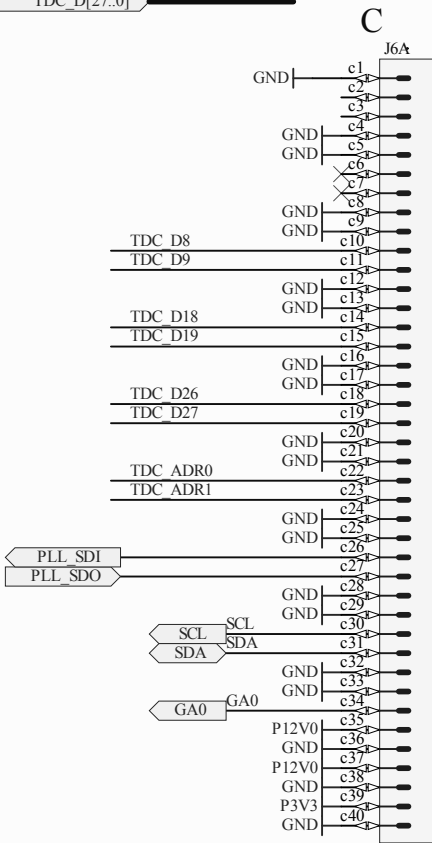 TDC_D[27..0]
C
J6A
c1
GND
c2
c3
c4
GND
c5
GND
c6
c7
c8
GND
c9
GND
c10
TDC_D8
c11
TDC_D9
c12
GND
c13
GND
c14
TDC_D18
c15
TDC_D19
c16
GND
c17
GND
c18
TDC_D26
c19
TDC_D27
c20
GND
c21
GND
c22
TDC_ADR0
c23
TDC_ADR1
c24
GND
c25
GND
c26
PLL_SDI
c27
PLL_SDO
c28
GND
c29
GND
c30
SCL SCL
c31
SDA SDA
c32
GND
c33
GND
c34
GA0 GA0
c35
P12V0
c36
GND
c37
P12V0
c38
GND
c39
P3V3
c40
GND